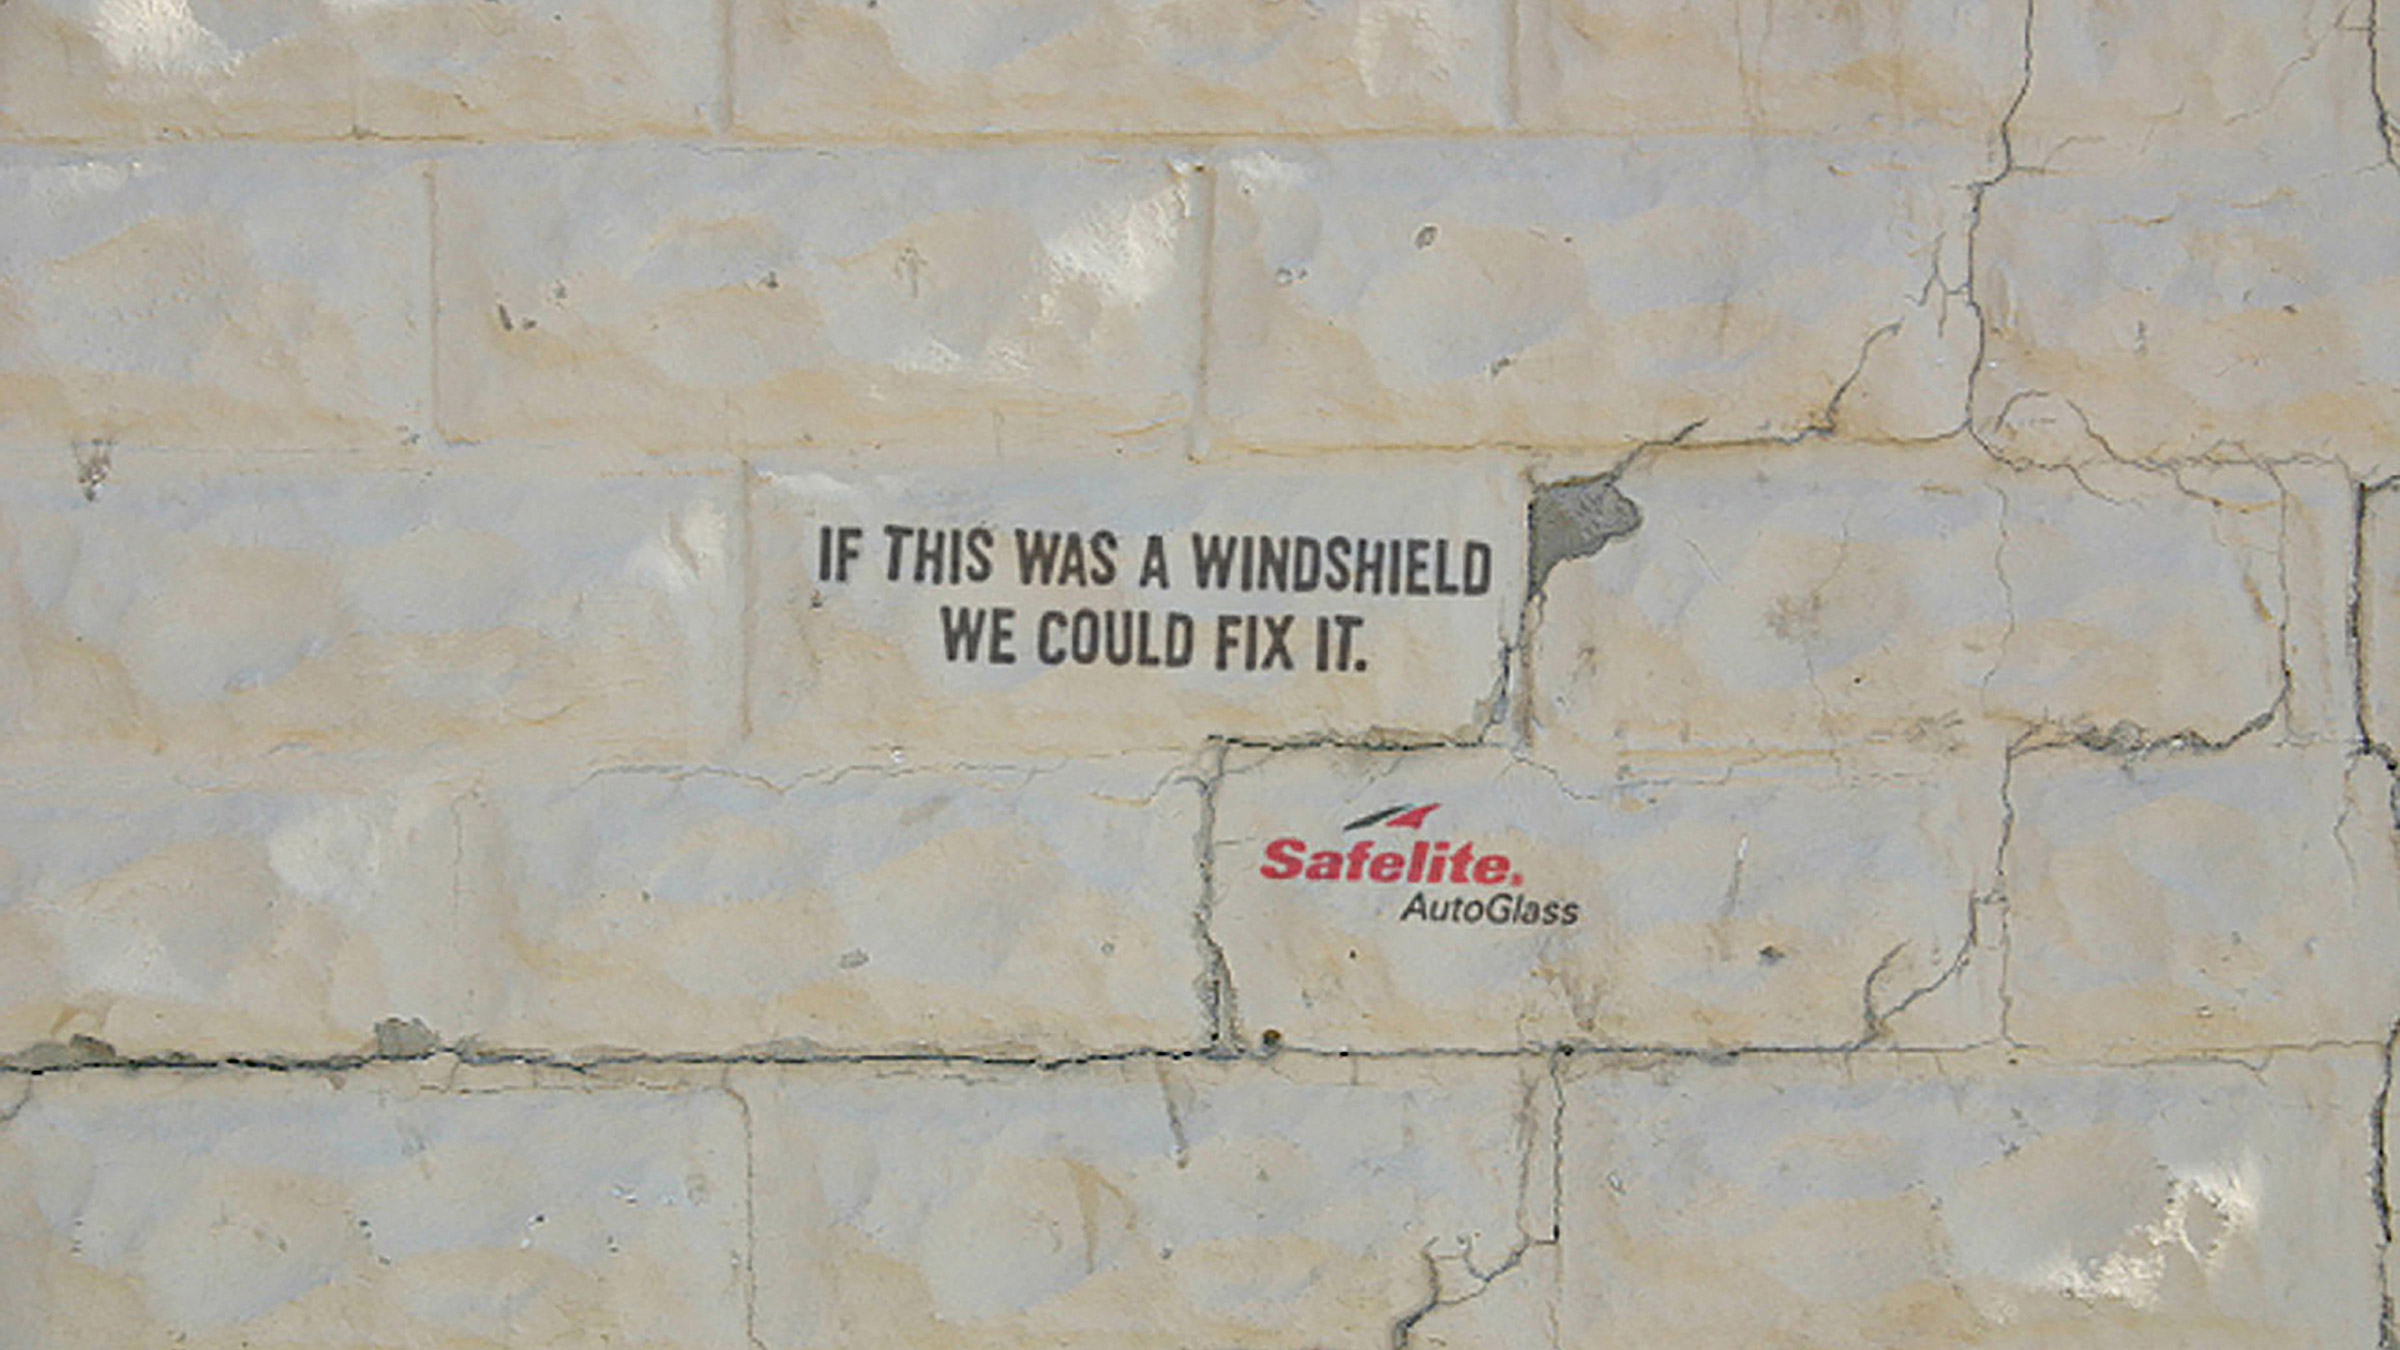 IF THIS WAS A WINDSHIELD
WE COULD FIX IT.
Safelite.
AutoGlass